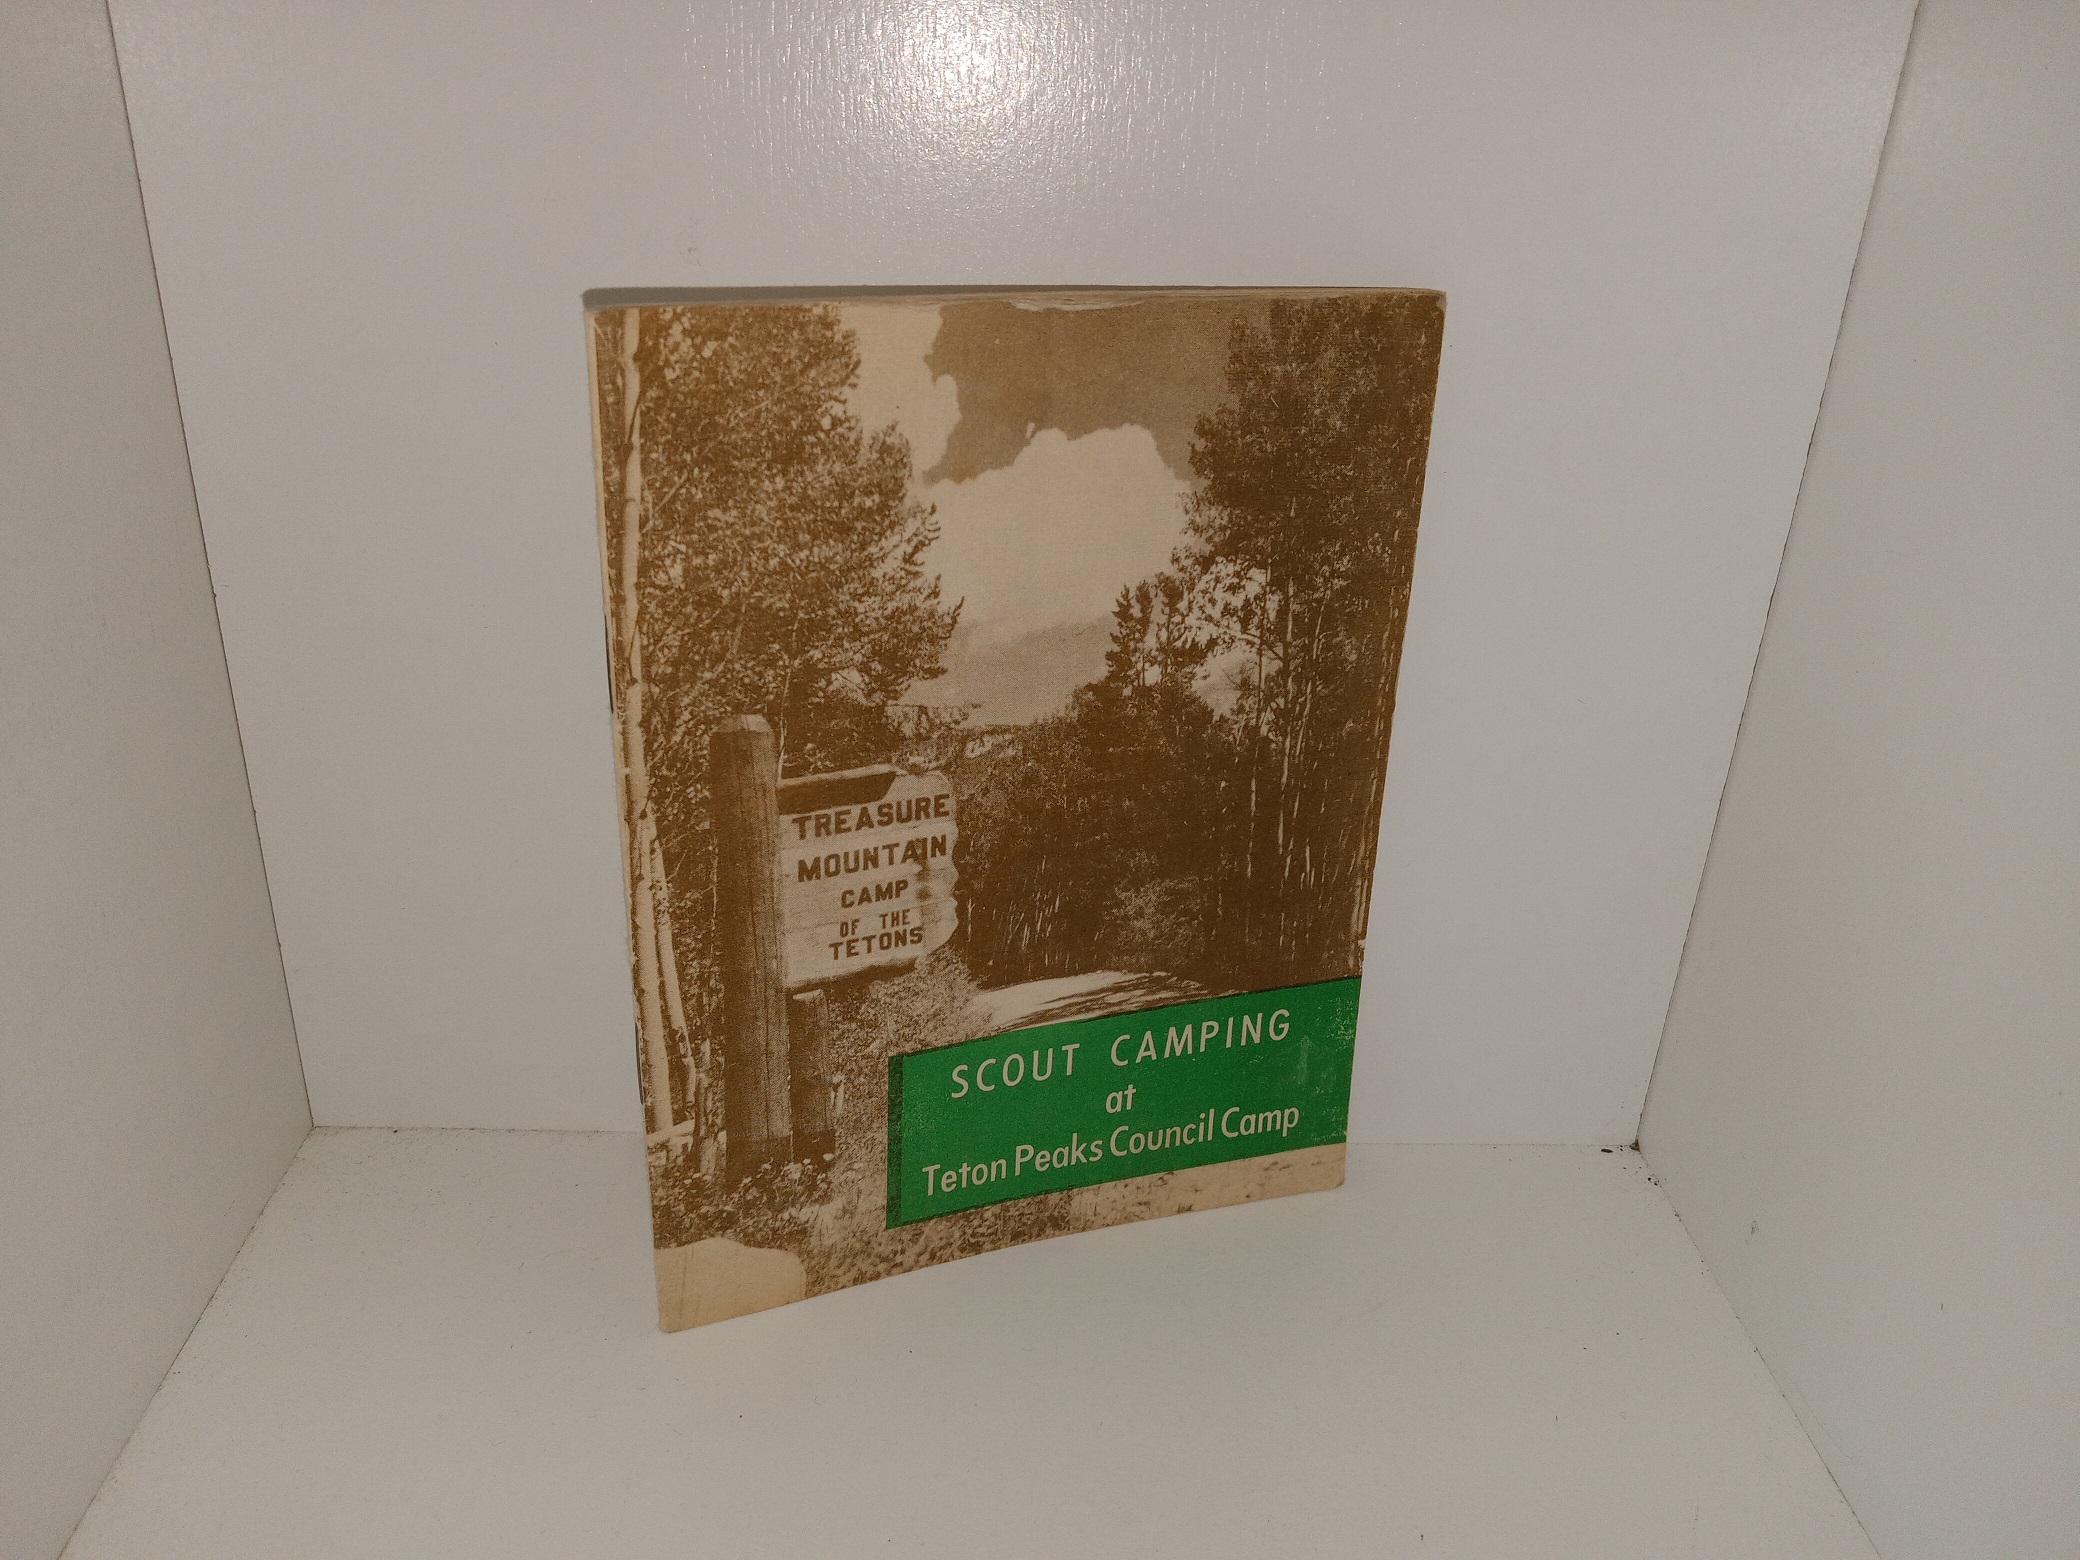 TREASURE
MOUNTAIN
CAMP
OF THE
TETONS
SCOUT CAMPING
at
Teton Peaks Council Camp